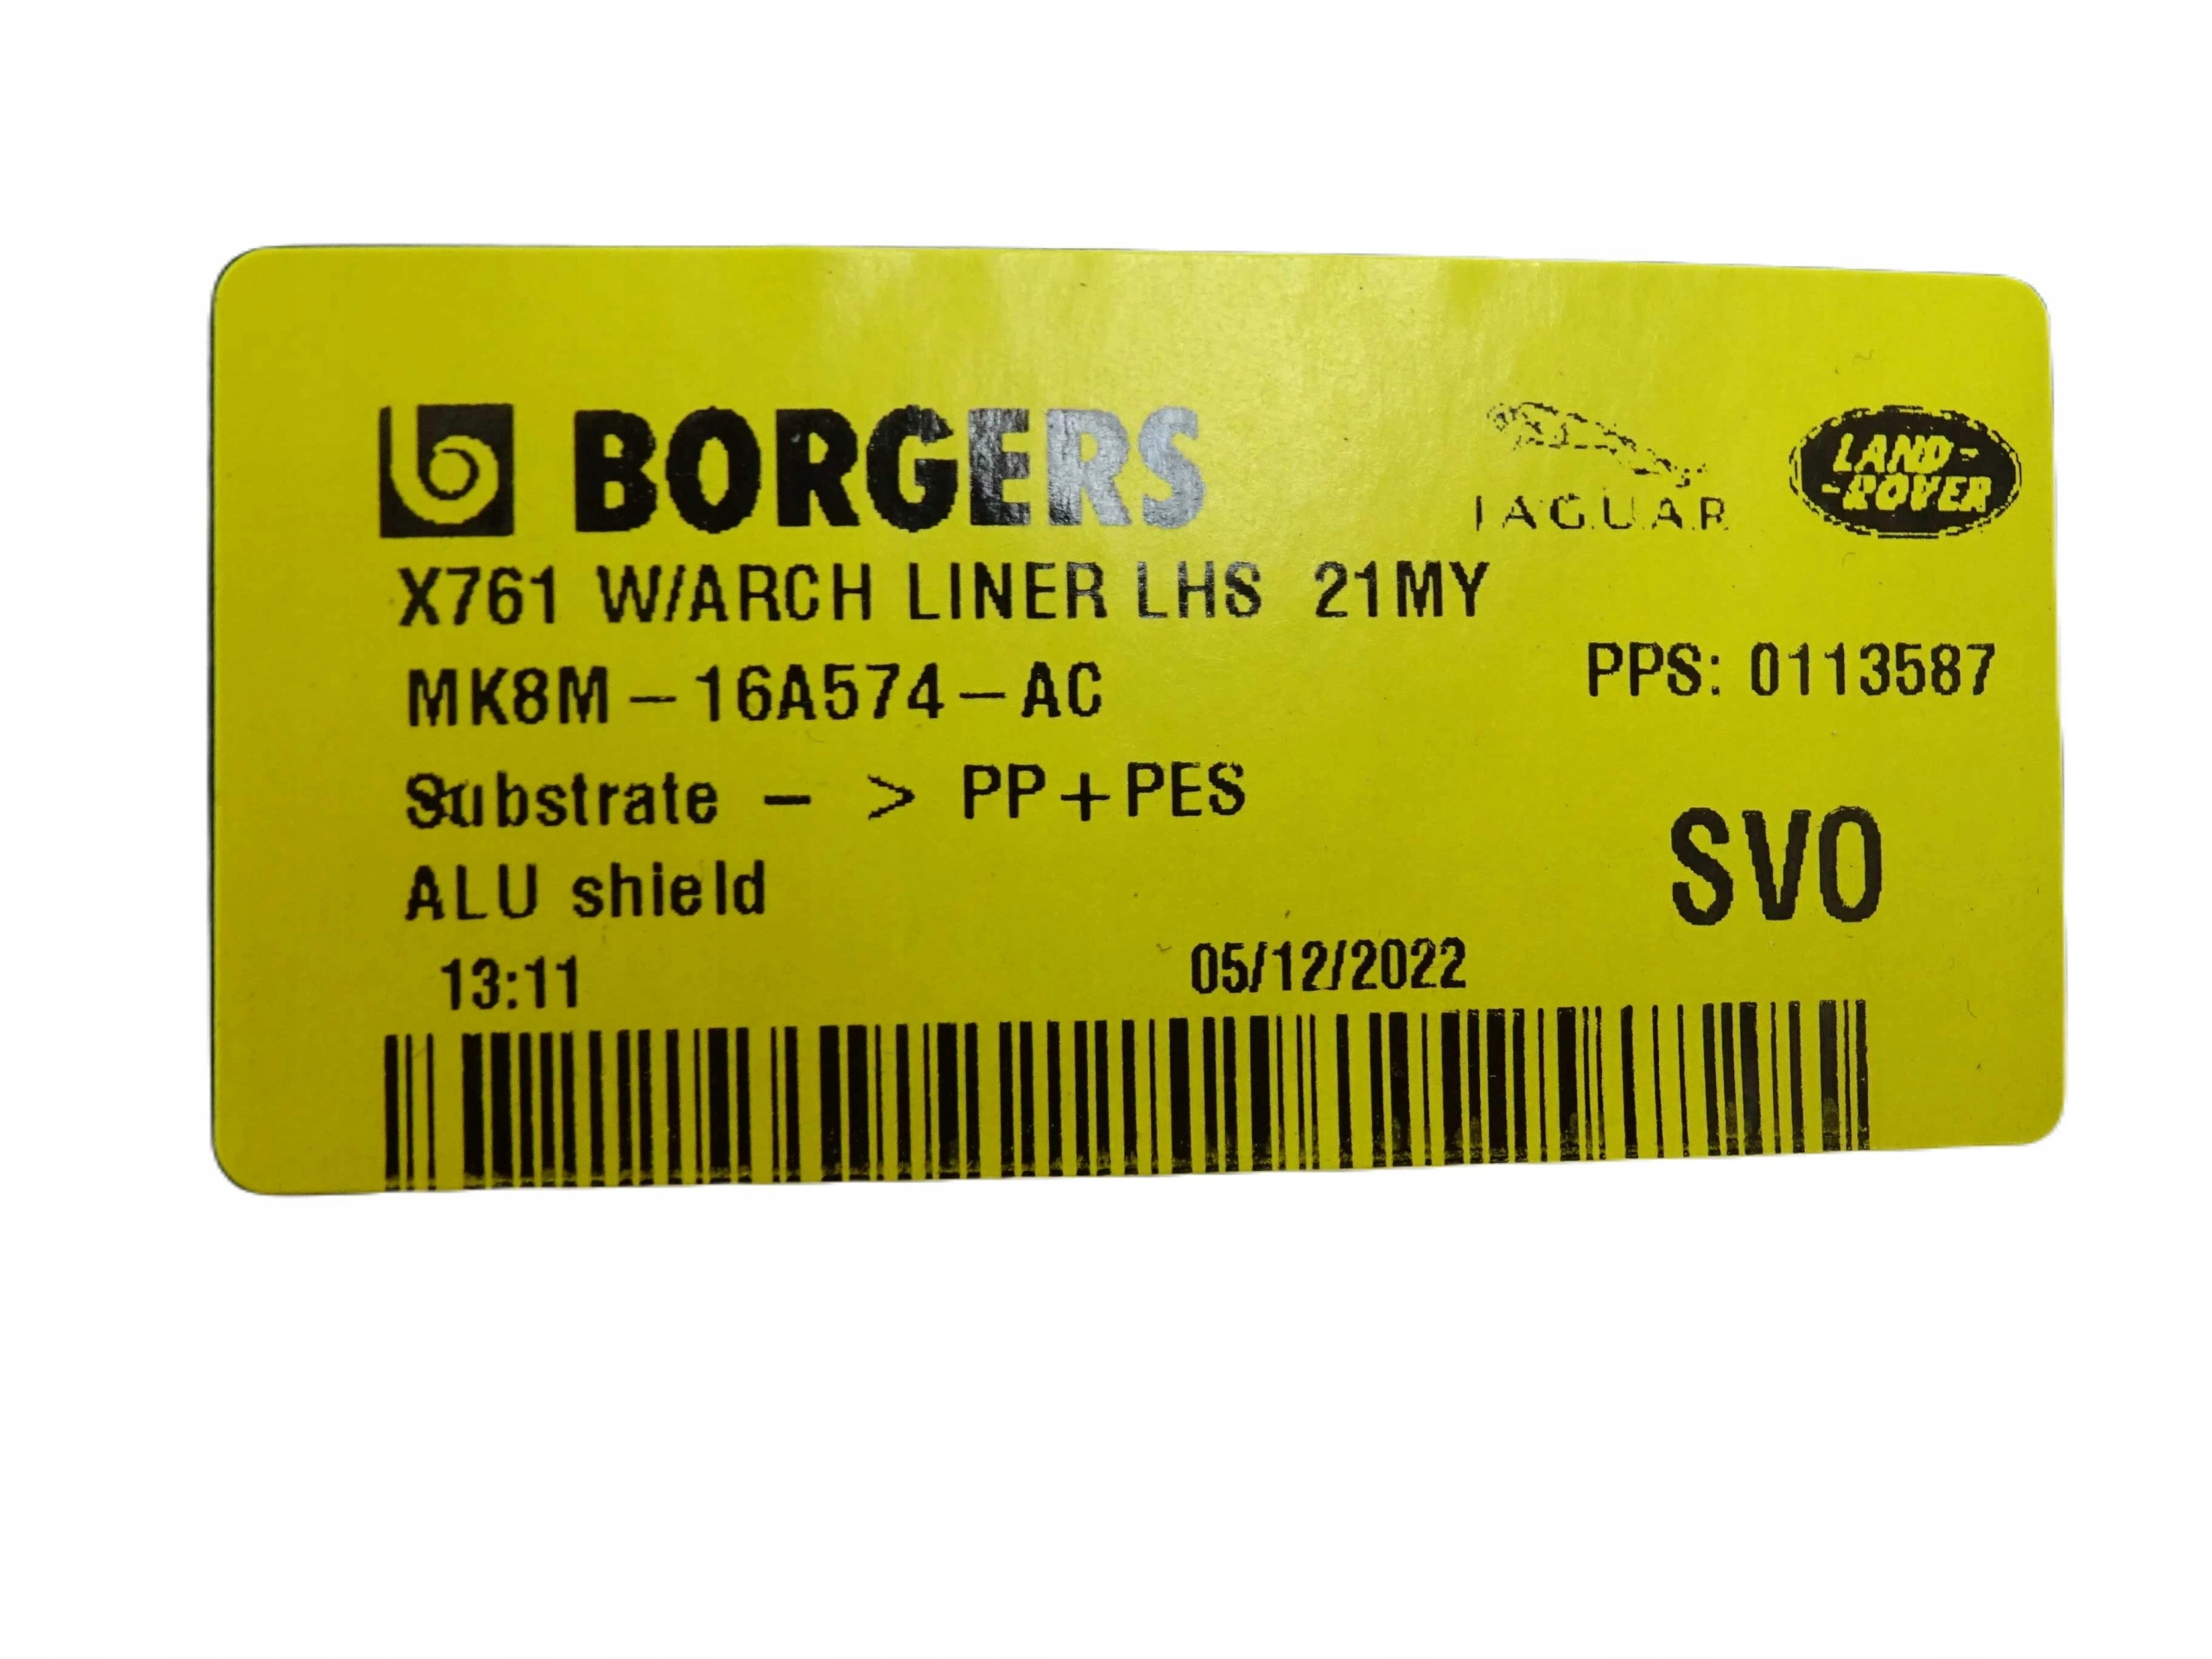 BORGERS
JAGUAR
LAND-
-ROVER
X761 W/ARCH LINER LHS 21MY
MK8M-16A574-AC
PPS: 0113587
Substrate -> PP+PES
SVO
ALU shield
13:11
05/12/2022